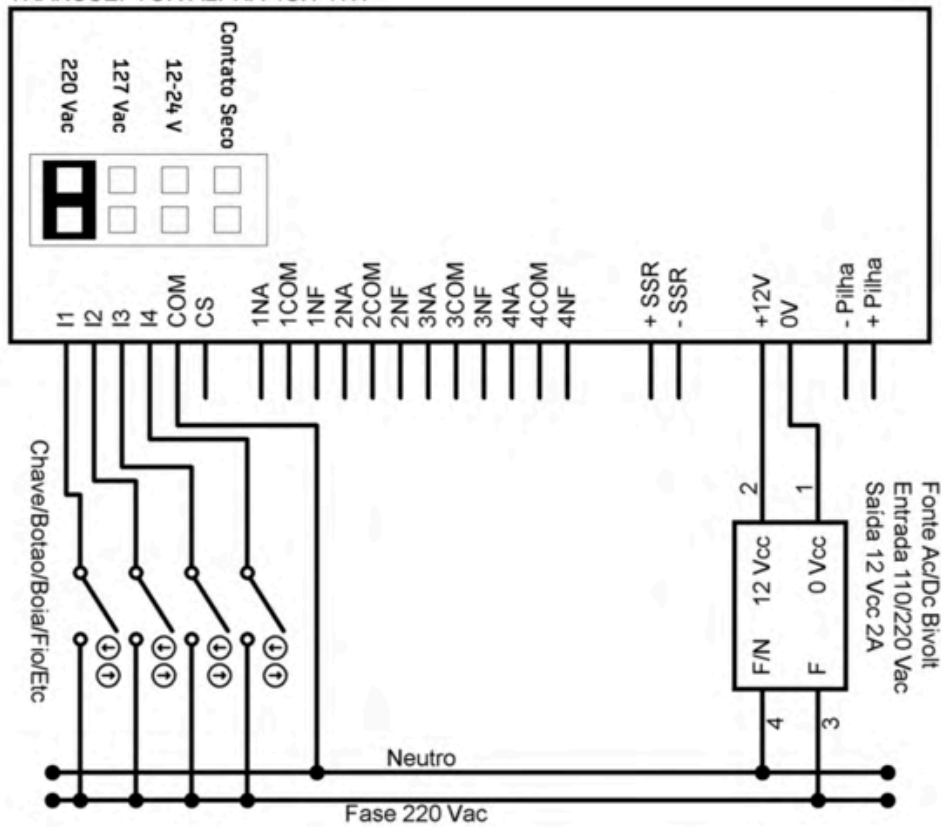 220 Vac
127 Vac
12-24 V
Contato Seco
I1
I2
I3
I4
COM
CS
1NA
1COM
1NF
2NA
2COM
2NF
3NA
3COM
3NF
4NA
4COM
4NF
+ SSR
- SSR
+12V
0V
- Pilha
+ Pilha
Chave/Botao/Boia/Fio/Etc
2
1
12 Vcc
0 Vcc
F/N
F
4
3
Fonte Ac/Dc Bivolt
Entrada 110/220 Vac
Saída 12 Vcc 2A
Neutro
Fase 220 Vac